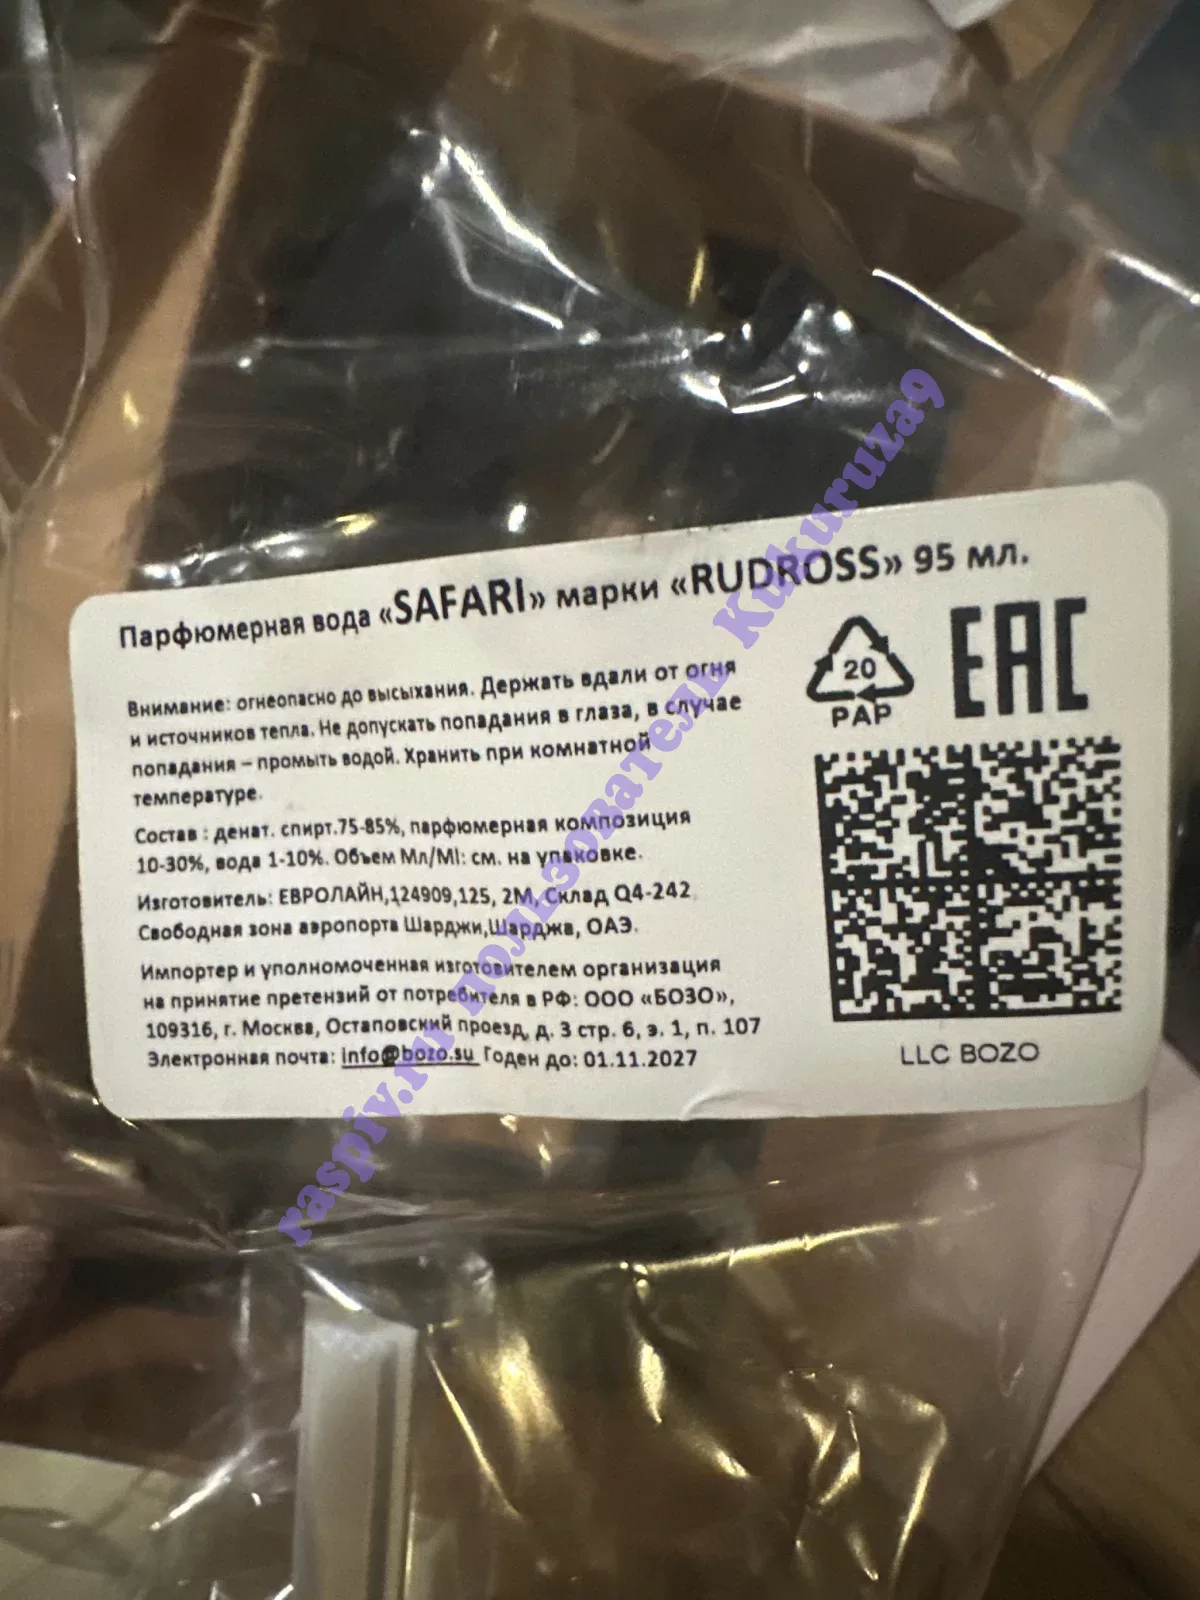 Парфюмерная вода «SAFARI» марки «RUDROSS» 95 мл.
Внимание: огнеопасно до высыхания. Держать вдали от огня
и источников тепла. Не допускать попадания в глаза, в случае
попадания – промыть водой. Хранить при комнатной
температуре.
Состав : денат. спирт.75-85%, парфюмерная композиция
10-30%, вода 1-10%. Объем Мл/Ml: см. на упаковке.
Изготовитель: ЕВРОЛАЙН,124909,125, 2М, Склад Q4-242
Свободная зона аэропорта Шарджи,Шарджа, ОАЭ.
Импортер и уполномоченная изготовителем организация
на принятие претензий от потребителя в РФ: ООО «БОЗО»,
109316, г. Москва, Остаповский проезд, д. 3 стр. 6, э. 1, п. 107
Электронная почта: info@bozo.su Годен до: 01.11.2027
20
PAP
EAC
LLC BOZO
raspiv.ru пользователь Kukuruza9